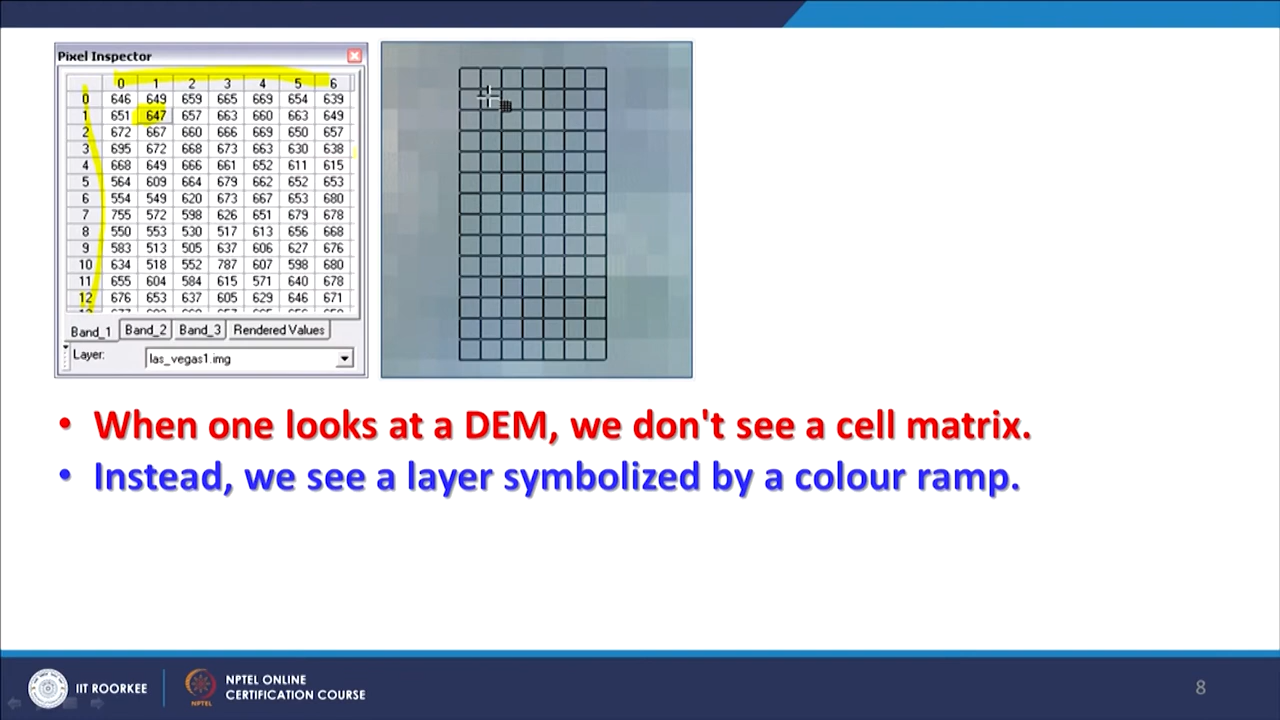 Pixel Inspector
0 1 2 3 4 5 6
0 646 649 659 665 669 654 639
1 651 647 657 663 660 663 649
2 672 667 660 666 669 650 657
3 695 672 668 673 663 630 638
4 668 649 666 661 652 611 615
5 564 609 664 679 662 652 653
6 554 549 620 673 667 653 680
7 755 572 598 626 651 679 678
8 550 553 530 517 613 656 668
9 583 513 505 637 606 627 676
10 634 518 552 787 607 598 680
11 655 604 584 615 571 640 678
12 676 653 637 605 629 646 671
Band_1 Band_2 Band_3 Rendered Values
Layer: las_vegas1.img
• When one looks at a DEM, we don't see a cell matrix.
• Instead, we see a layer symbolized by a colour ramp.
IIT ROORKEE
NPTEL ONLINE
CERTIFICATION COURSE
NPTEL
8